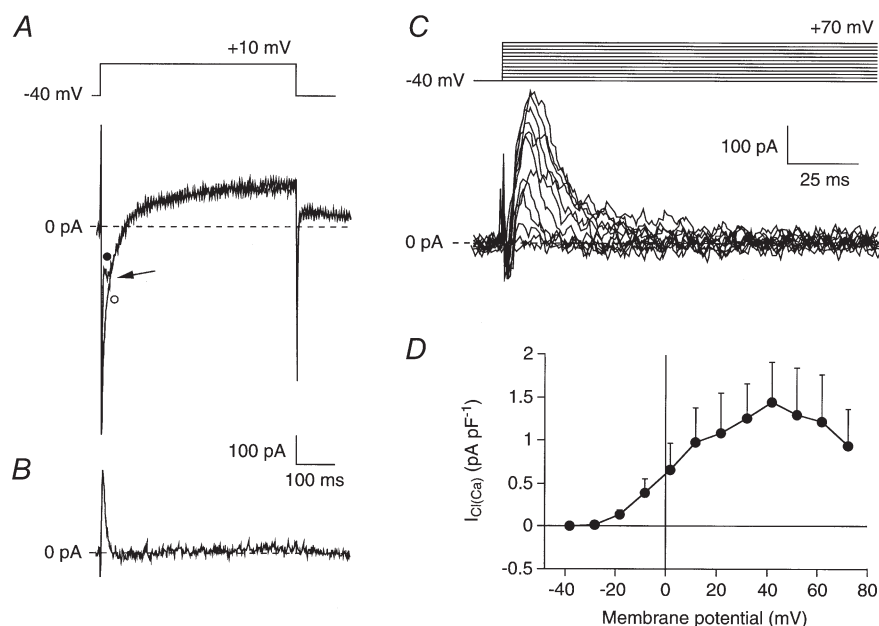 A
+10 mV
-40 mV
0 pA
100 pA
100 ms
B
0 pA
C
+70 mV
-40 mV
100 pA
25 ms
0 pA
D
2
1.5
1
0.5
0
-0.5
I_Cl(Ca) (pA pF⁻¹)
-40 -20 0 20 40 60 80
Membrane potential (mV)